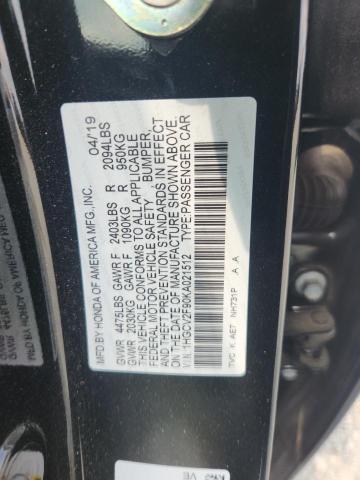 MFD. BY HONDA OF AMERICA MFG., INC. 04/19
GVWR 4475LBS GAWR F 2403LBS R 2094LBS
GVWR 2030KG GAWR F 1090KG R 950KG
THIS VEHICLE CONFORMS TO ALL APPLICABLE
FEDERAL MOTOR VEHICLE SAFETY BUMPER,
AND THEFT PREVENTION STANDARDS IN EFFECT
ON THE DATE OF MANUFACTURE SHOWN ABOVE.
V.I.N. 1HGCV2F90KA021512 TYPE:PASSENGER CAR
TVC K AE7 NH731P A A
VE